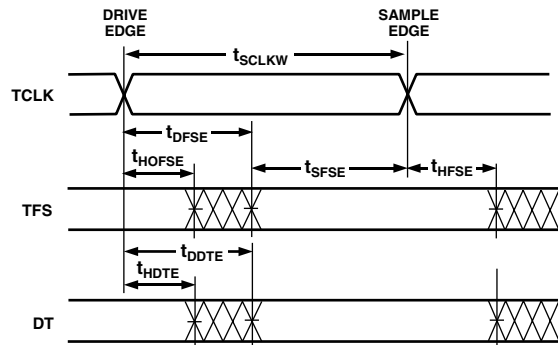 DRIVE
EDGE
SAMPLE
EDGE
tSCLKW
TCLK
tDFSE
tHOFSE
tSFSE
tHFSE
TFS
tDDTE
tHDTE
DT